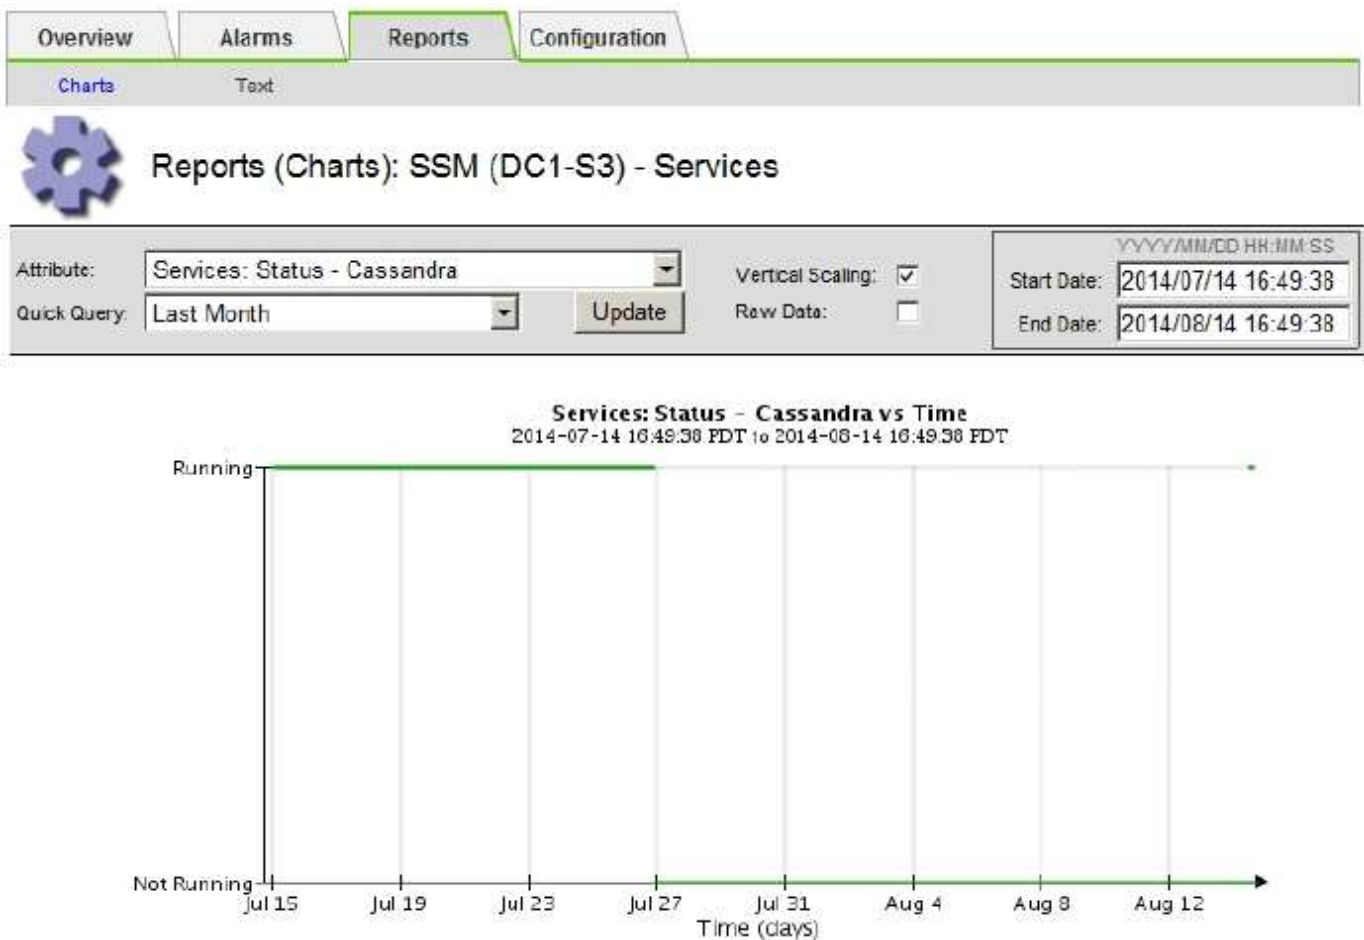 Overview Alarms Reports Configuration
Charts Text
Reports (Charts): SSM (DC1-S3) - Services
YYYY/MM/DD HH:MM:SS
Attribute: Services: Status - Cassandra Vertical Scaling: Start Date: 2014/07/14 16:49:38
Quick Query: Last Month Update Raw Data: End Date: 2014/08/14 16:49:38
Services: Status - Cassandra vs Time
2014-07-14 16:49:38 PDT to 2014-08-14 16:49:38 PDT
Running
Not Running
Jul 15 Jul 19 Jul 23 Jul 27 Jul 31 Aug 4 Aug 8 Aug 12
Time (days)